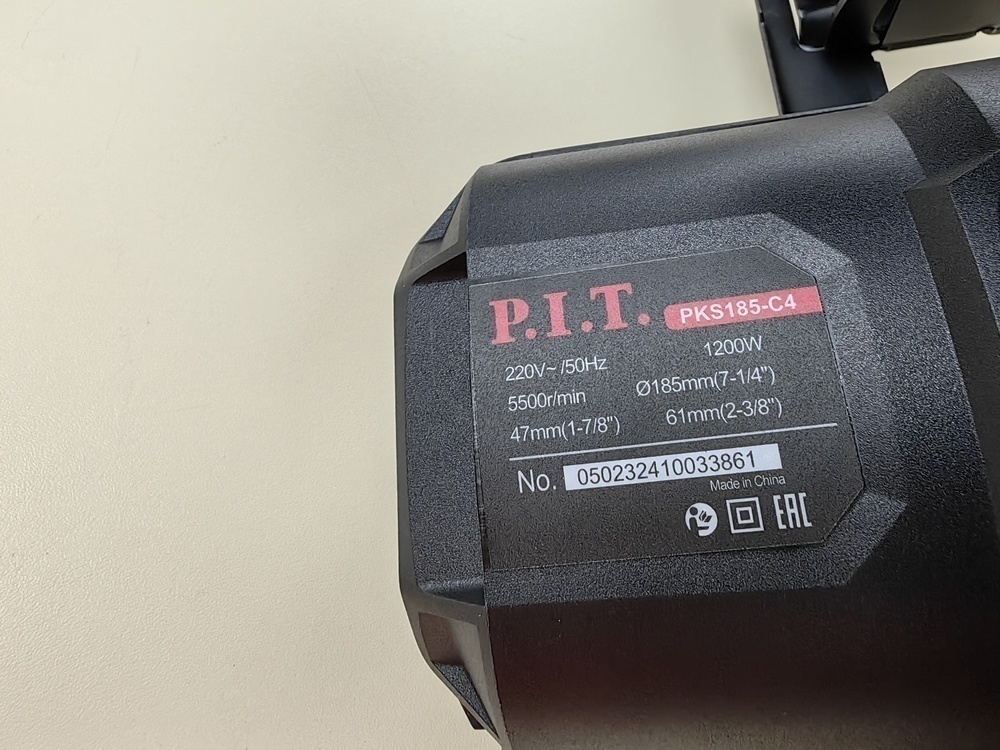 P.I.T. PKS185-C4
220V~ /50Hz 1200W
5500r/min Ø185mm(7-1/4")
47mm(1-7/8") 61mm(2-3/8")
No. 050232410033861
Made in China
EAC